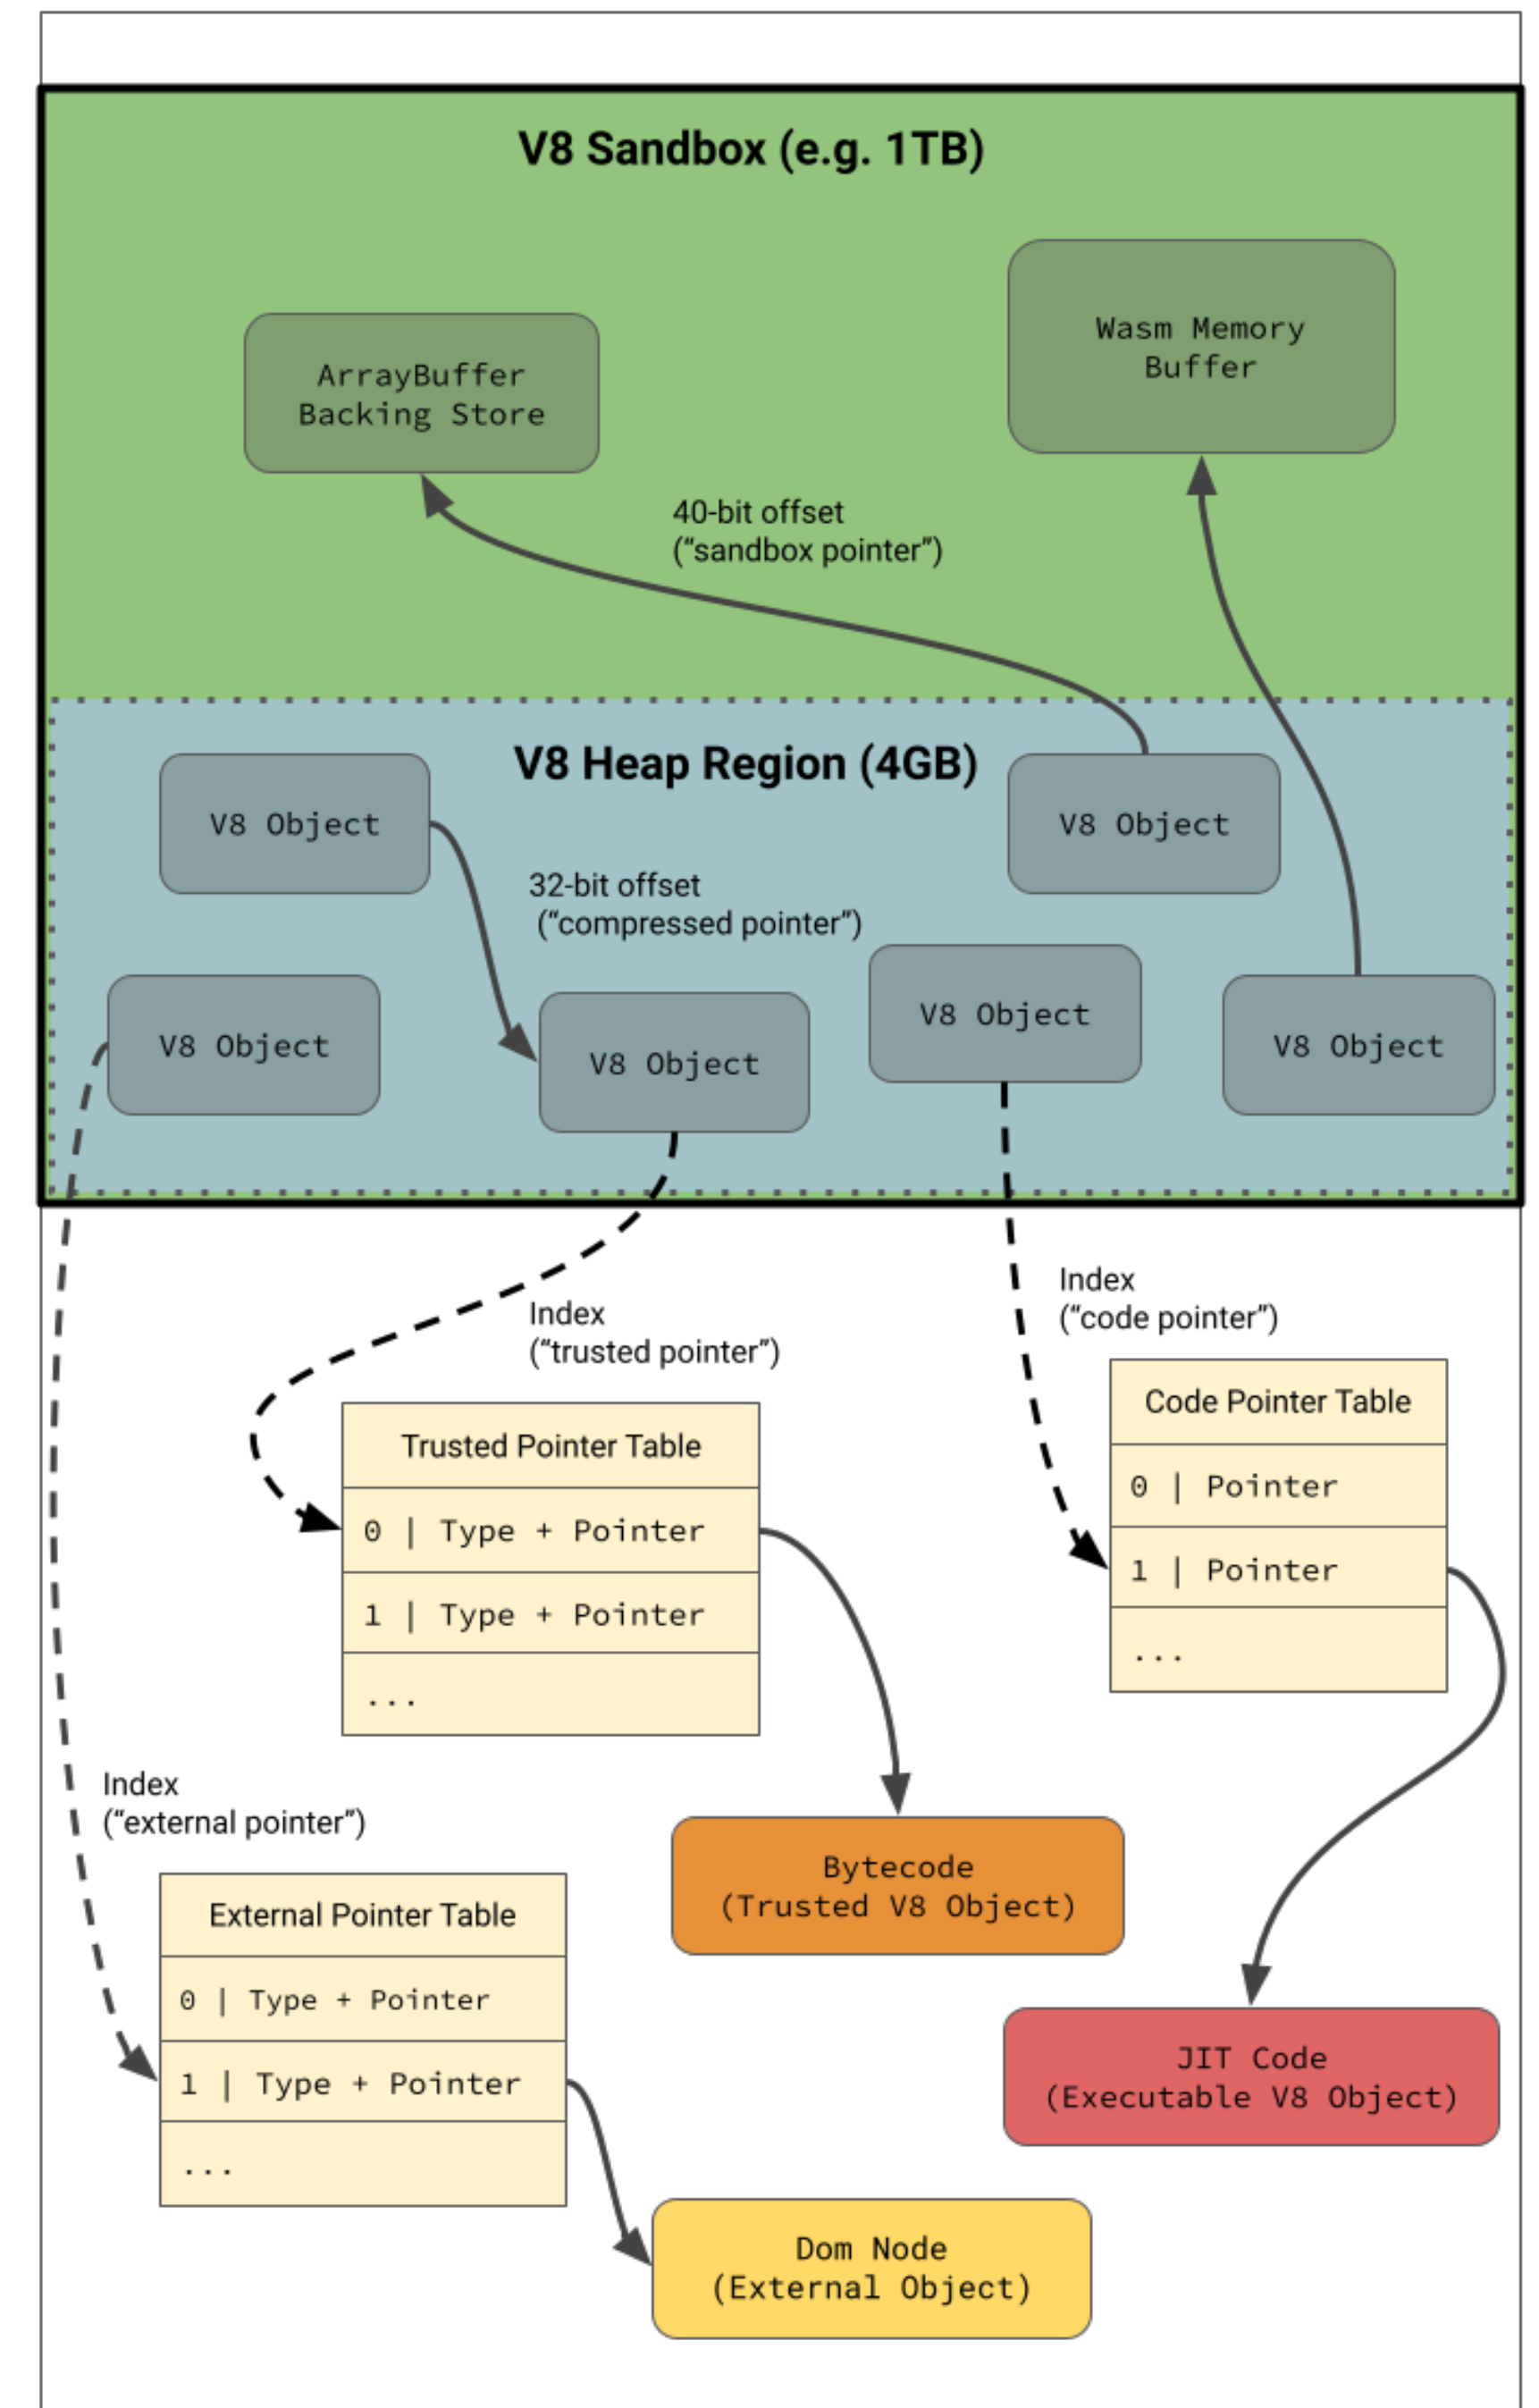 V8 Sandbox (e.g. 1TB)
Wasm Memory
Buffer
ArrayBuffer
Backing Store
40-bit offset
(“sandbox pointer”)
V8 Heap Region (4GB)
V8 Object
V8 Object
32-bit offset
(“compressed pointer”)
V8 Object
V8 Object
V8 Object
V8 Object
Index
(“code pointer”)
Index
(“trusted pointer”)
Code Pointer Table
0 | Pointer
1 | Pointer
...
Trusted Pointer Table
0 | Type + Pointer
1 | Type + Pointer
...
Index
(“external pointer”)
Bytecode
(Trusted V8 Object)
External Pointer Table
0 | Type + Pointer
1 | Type + Pointer
...
JIT Code
(Executable V8 Object)
Dom Node
(External Object)